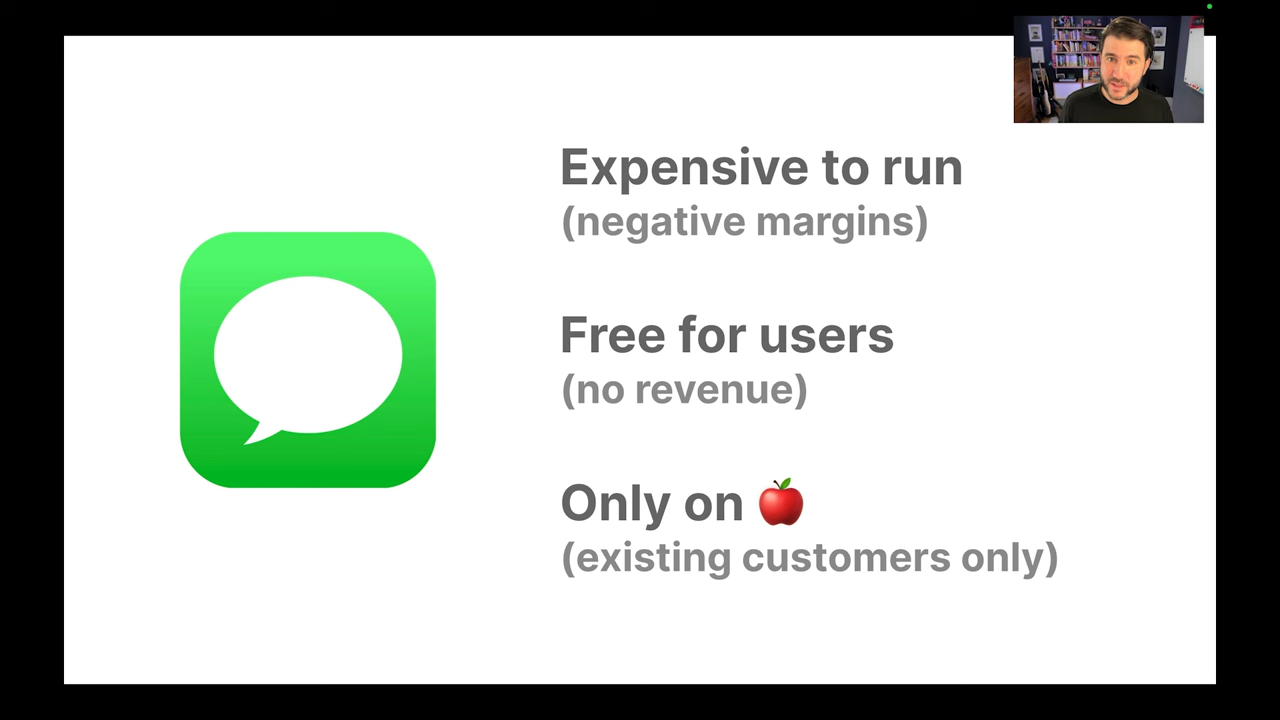 Expensive to run
(negative margins)
Free for users
(no revenue)
Only on 🍎
(existing customers only)